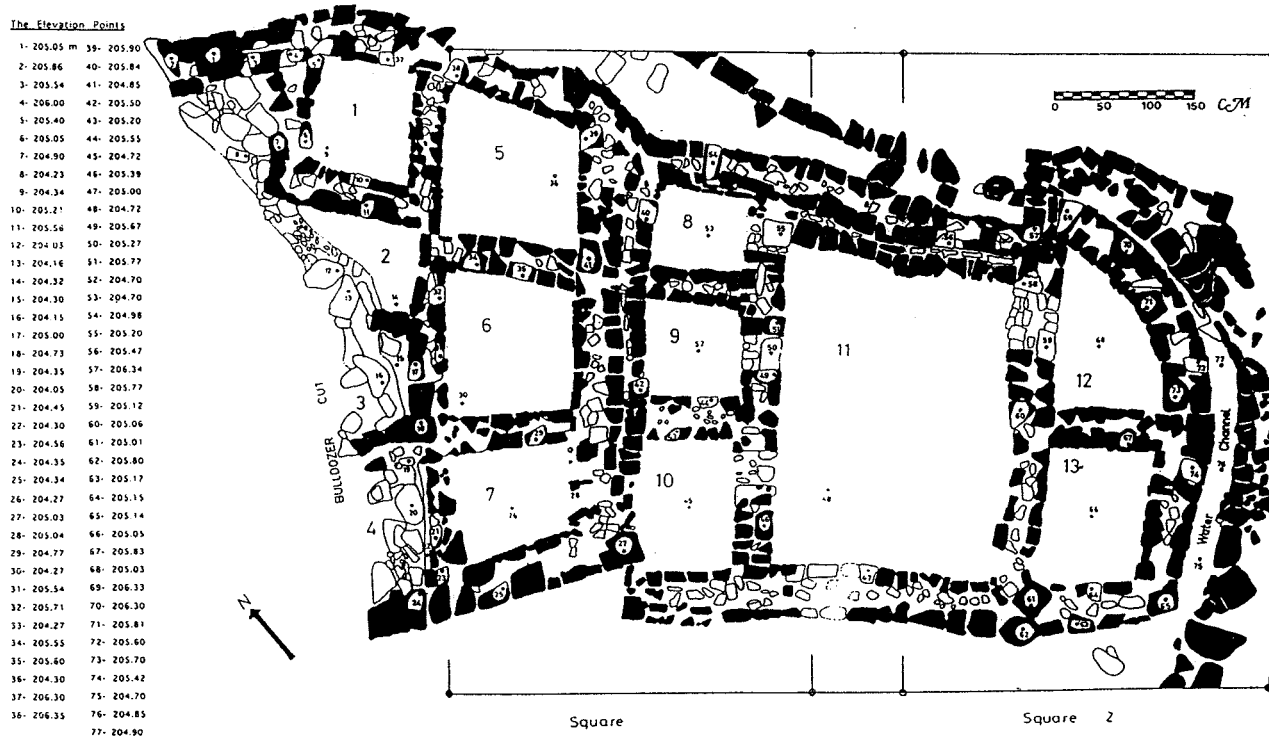 The Elevation Points
1- 205.05 m 39- 205.90
2- 205.86 40- 205.84
3- 205.54 41- 204.85
4- 206.00 42- 205.50
5- 205.40 43- 205.20
6- 205.05 44- 205.55
7- 204.90 45- 204.72
8- 204.23 46- 205.39
9- 204.34 47- 205.00
10- 205.21 48- 204.72
11- 205.56 49- 205.67
12- 204.03 50- 205.27
13- 204.16 51- 205.77
14- 204.32 52- 204.70
15- 204.30 53- 204.70
16- 204.15 54- 204.98
17- 205.00 55- 205.20
18- 204.73 56- 205.47
19- 204.35 57- 206.34
20- 204.05 58- 205.77
21- 204.45 59- 205.12
22- 204.30 60- 205.06
23- 204.56 61- 205.01
24- 204.35 62- 205.80
25- 204.34 63- 205.17
26- 204.27 64- 205.15
27- 205.03 65- 205.14
28- 205.04 66- 205.05
29- 204.77 67- 205.83
30- 204.27 68- 205.03
31- 205.54 69- 206.33
32- 205.71 70- 206.30
33- 204.27 71- 205.81
34- 205.55 72- 205.60
35- 205.60 73- 205.70
36- 204.30 74- 205.42
37- 206.30 75- 204.70
38- 206.35 76- 204.85
77- 204.90
0 50 100 150 CM
1
5
8
2
6
9
11
12
3
BULLDOZER CUT
7
10
13
4
Water Channel
N
Square
Square 2